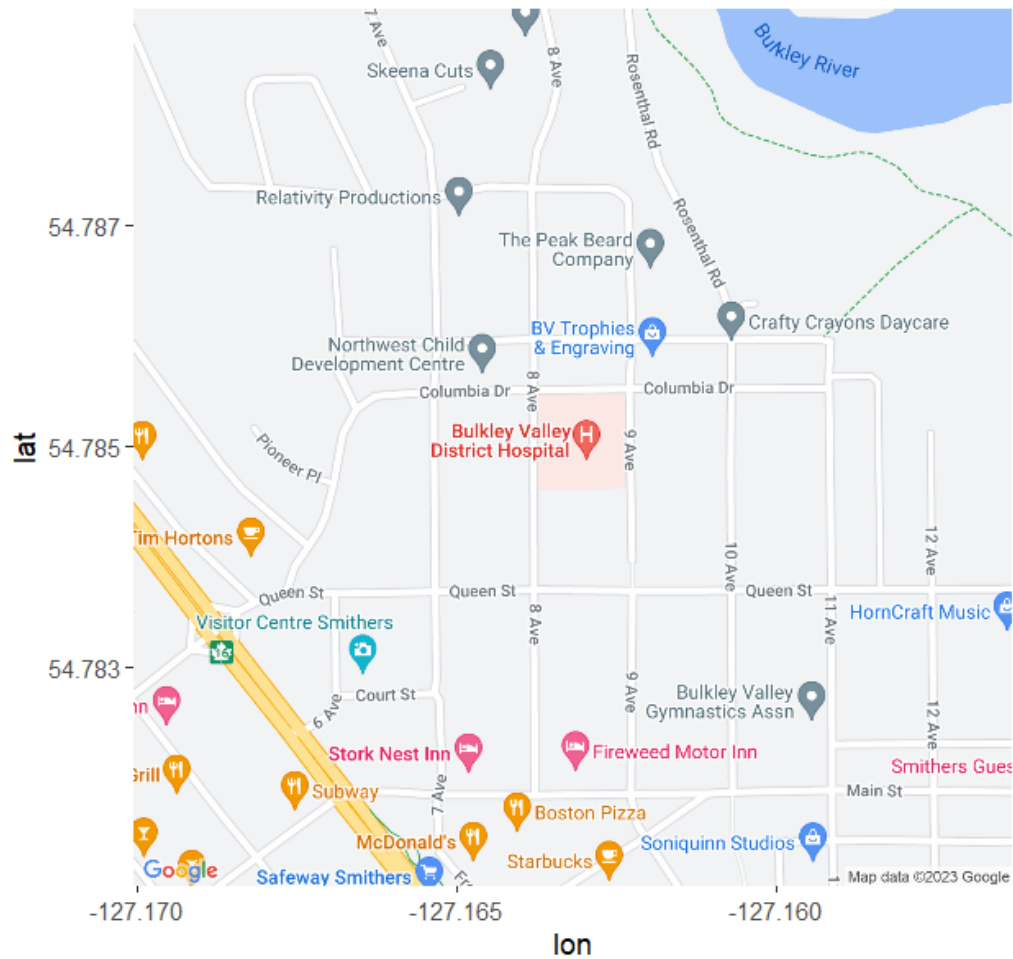 7 Ave
8 Ave
Bulkley River
Skeena Cuts
Rosenthal Rd
Relativity Productions
54.787
Rosenthal Rd
The Peak Beard
Company
Crafty Crayons Daycare
BV Trophies
& Engraving
Northwest Child
Development Centre
8 Ave
Columbia Dr
Columbia Dr
Bulkley Valley
District Hospital
H
9 Ave
lat
54.785
Pioneer Pl
Tim Hortons
10 Ave
12 Ave
Queen St
Queen St
Queen St
HornCraft Music
Visitor Centre Smithers
8 Ave
11 Ave
16
54.783
Court St
9 Ave
Bulkley Valley
Gymnastics Assn
nn
6 Ave
12 Ave
Stork Nest Inn
Fireweed Motor Inn
Smithers Gues
Grill
Subway
7 Ave
Main St
Boston Pizza
McDonald's
Soniquinn Studios
Starbucks
Google
Safeway Smithers
Fr
1
Map data ©2023 Google
-127.170
-127.165
-127.160
lon